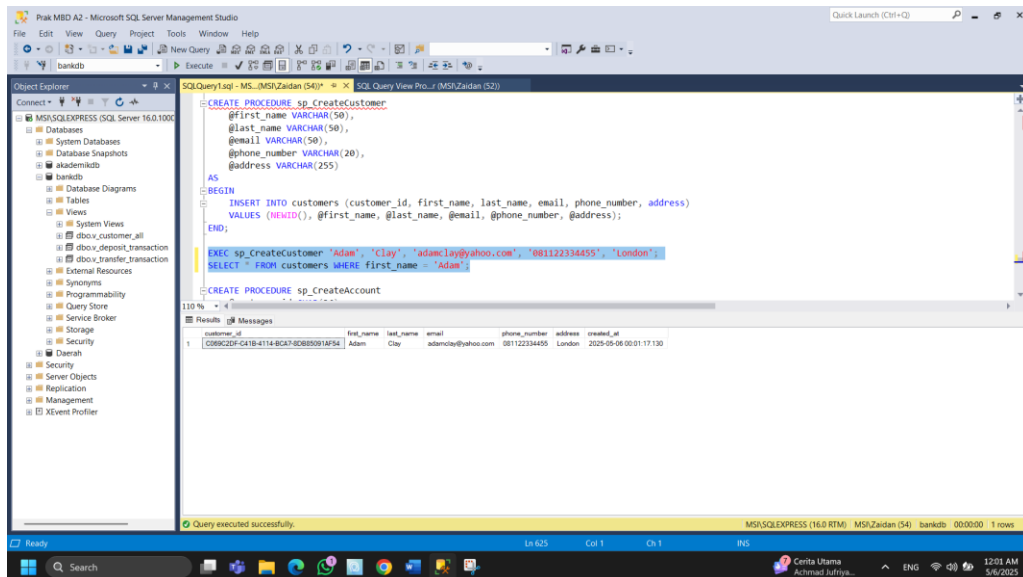 Prak MBD A2 - Microsoft SQL Server Management Studio
Quick Launch (Ctrl+Q)
File Edit View Query Project Tools Window Help
New Query
bankdb
Execute
Object Explorer
SQLQuery1.sql - MS...(MSI\Zaidan (54))*
SQL Query View Pro...r (MSI\Zaidan (52))
Connect
MSI\SQLEXPRESS (SQL Server 16.0.1000
Databases
System Databases
Database Snapshots
akademikdb
bankdb
Database Diagrams
Tables
Views
System Views
dbo.v_customer_all
dbo.v_deposit_transaction
dbo.v_transfer_transaction
External Resources
Synonyms
Programmability
Query Store
Service Broker
Storage
Security
Daerah
Security
Server Objects
Replication
Management
XEvent Profiler
CREATE PROCEDURE sp_CreateCustomer
@first_name VARCHAR(50),
@last_name VARCHAR(50),
@email VARCHAR(50),
@phone_number VARCHAR(20),
@address VARCHAR(255)
AS
BEGIN
INSERT INTO customers (customer_id, first_name, last_name, email, phone_number, address)
VALUES (NEWID(), @first_name, @last_name, @email, @phone_number, @address);
END;
EXEC sp_CreateCustomer 'Adam', 'Clay', 'adamclay@yahoo.com', '081122334455', 'London';
SELECT * FROM customers WHERE first_name = 'Adam';
CREATE PROCEDURE sp_CreateAccount
110 %
Results Messages
customer_id first_name last_name email phone_number address created_at
1 C069C2DF-C41B-4114-BCA7-8DB85091AF54 Adam Clay adamclay@yahoo.com 081122334455 London 2025-05-06 00:01:17.130
Query executed successfully.
MSI\SQLEXPRESS (16.0 RTM) MSI\Zaidan (54) bankdb 00:00:00 1 rows
Ready
Ln 625 Col 1 Ch 1 INS
Search
7
Cerita Utama
Achmad Jufriya...
ENG
12:01 AM
5/6/2025